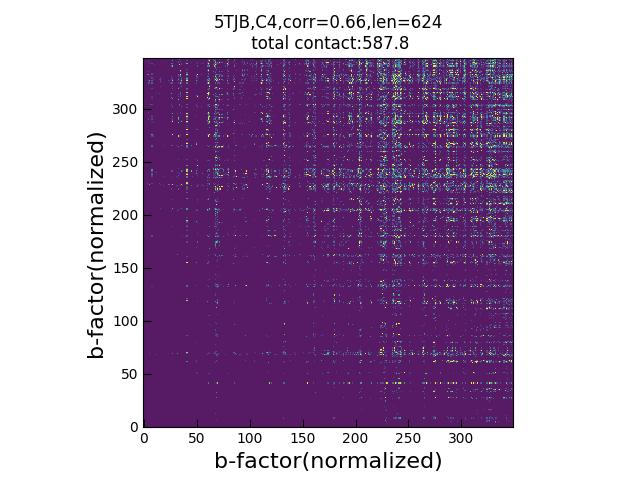 5TJB,C4,corr=0.66,len=624
total contact:587.8
b-factor(normalized)
300
250
200
150
100
50
0
0 50 100 150 200 250 300
b-factor(normalized)